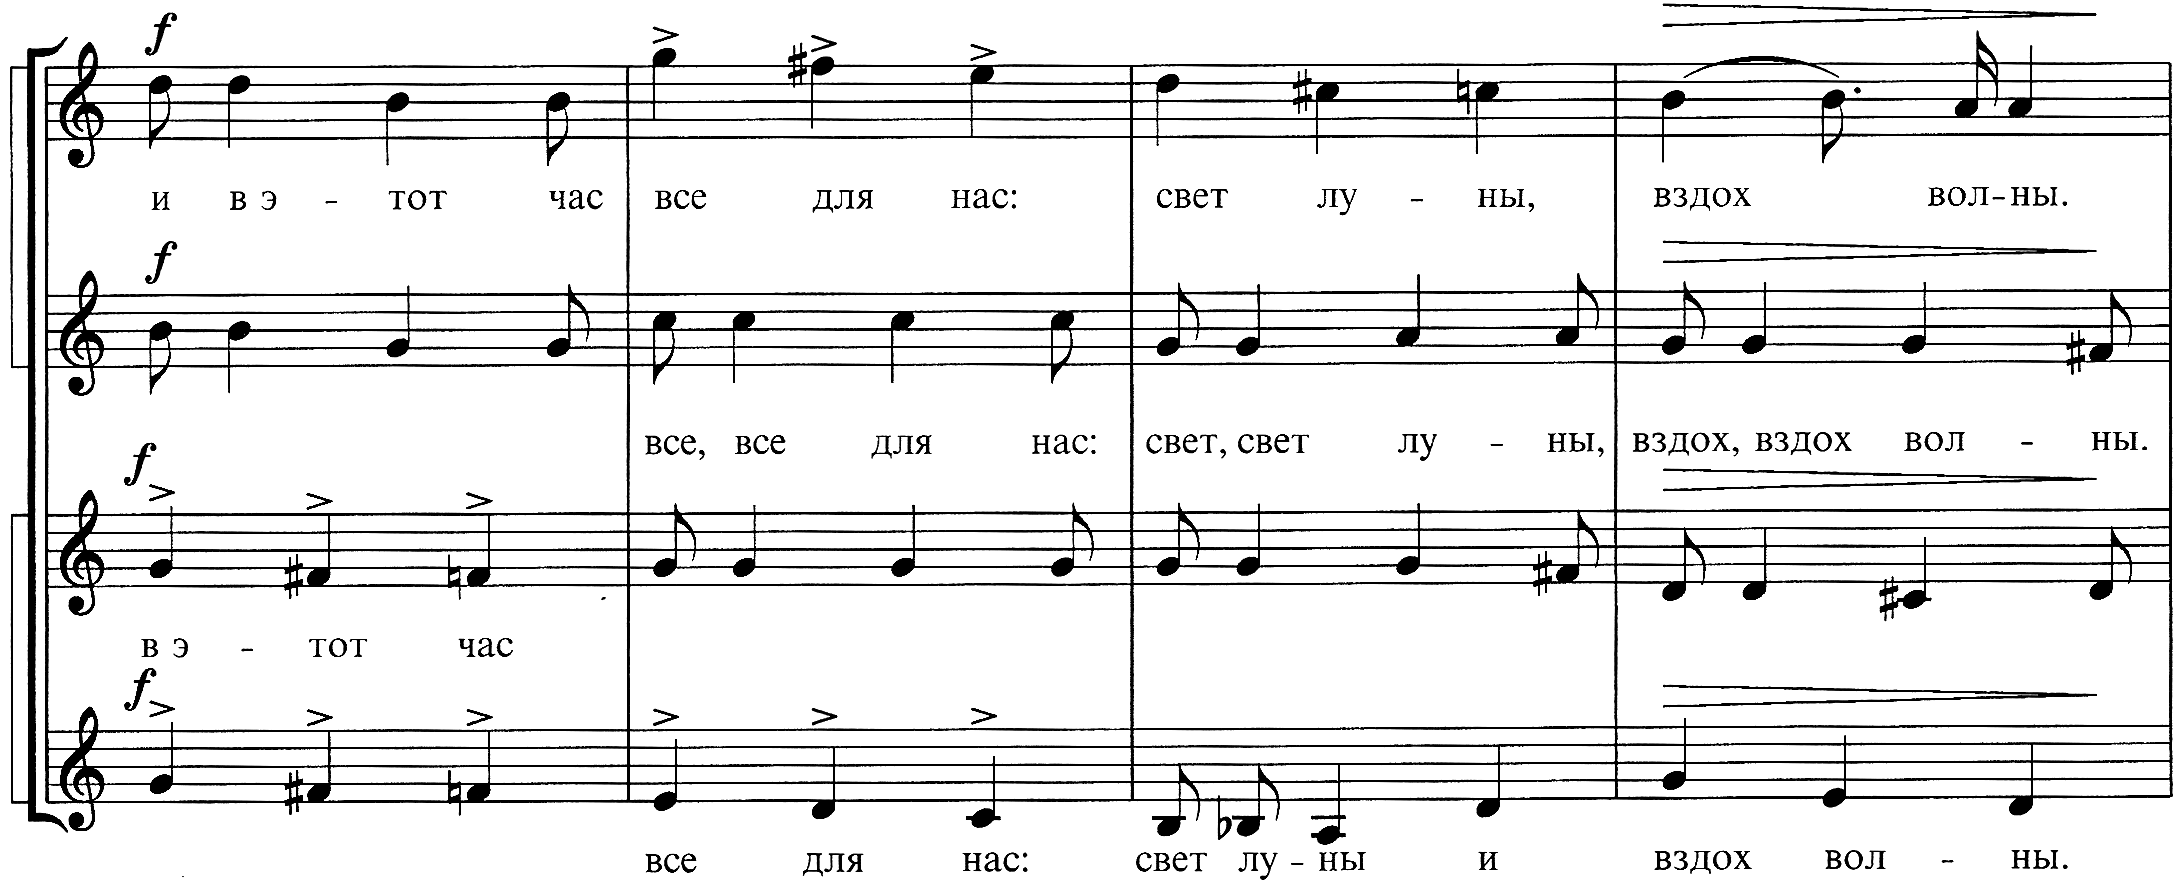 f
и в э - тот час все для нас: свет лу - ны, вздох вол-ны.
f
все, все для нас: свет, свет лу - ны, вздох, вздох вол - ны.
f
в э - тот час
f
все для нас: свет лу - ны и вздох вол - ны.